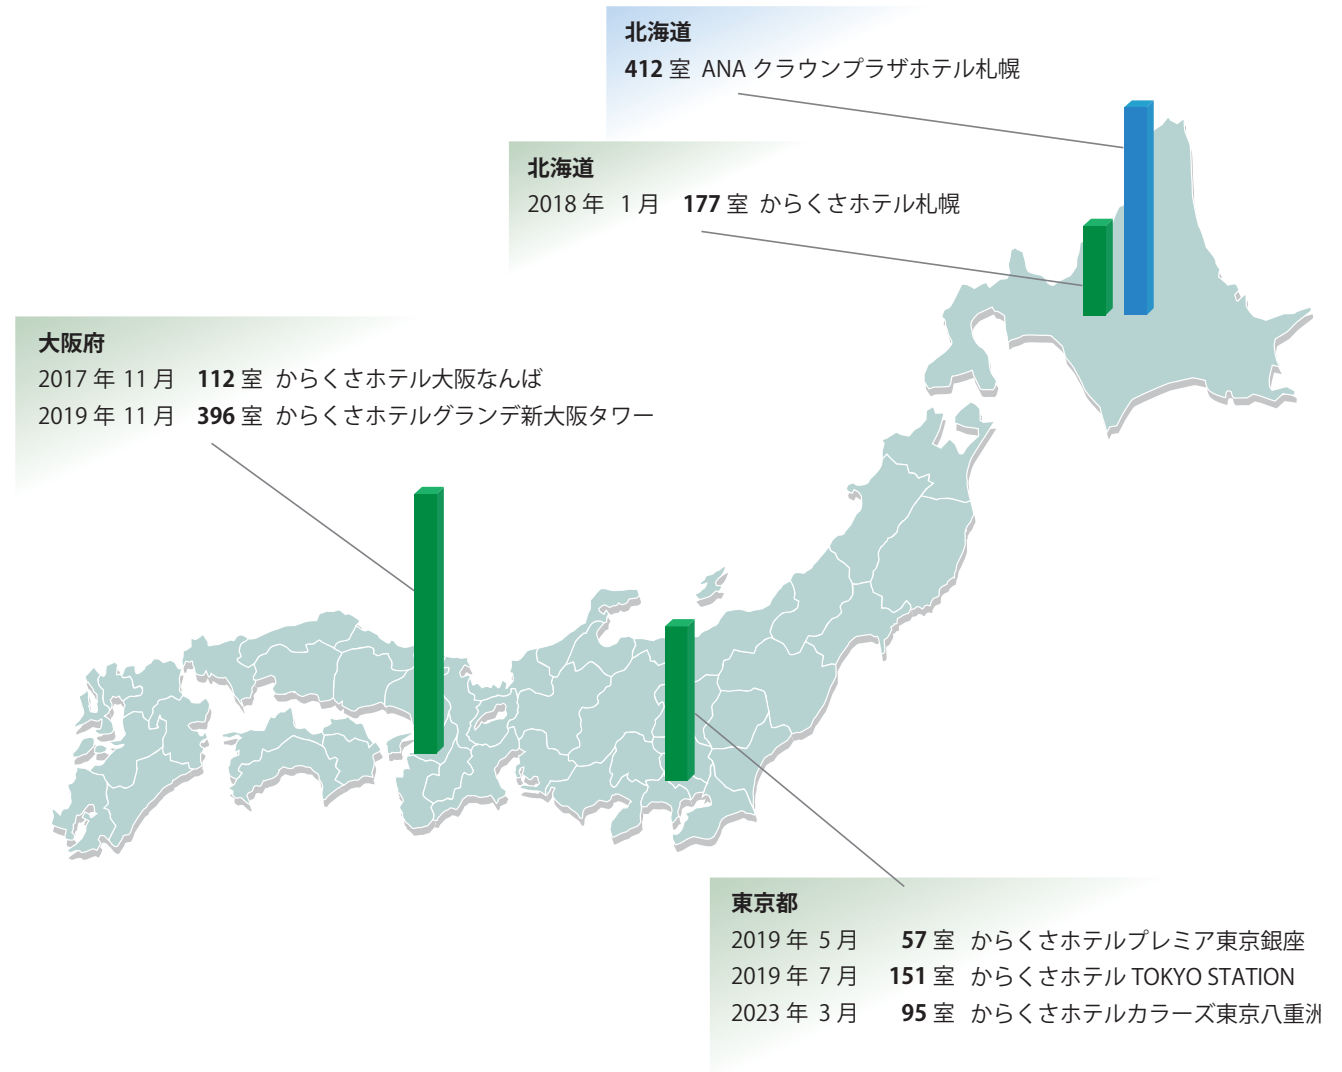 北海道
412 室 ANA クラウンプラザホテル札幌
北海道
2018 年 1 月 177 室 からくさホテル札幌
大阪府
2017 年 11 月 112 室 からくさホテル大阪なんば
2019 年 11 月 396 室 からくさホテルグランデ新大阪タワー
東京都
2019 年 5 月 57 室 からくさホテルプレミア東京銀座
2019 年 7 月 151 室 からくさホテル TOKYO STATION
2023 年 3 月 95 室 からくさホテルカラーズ東京八重洲